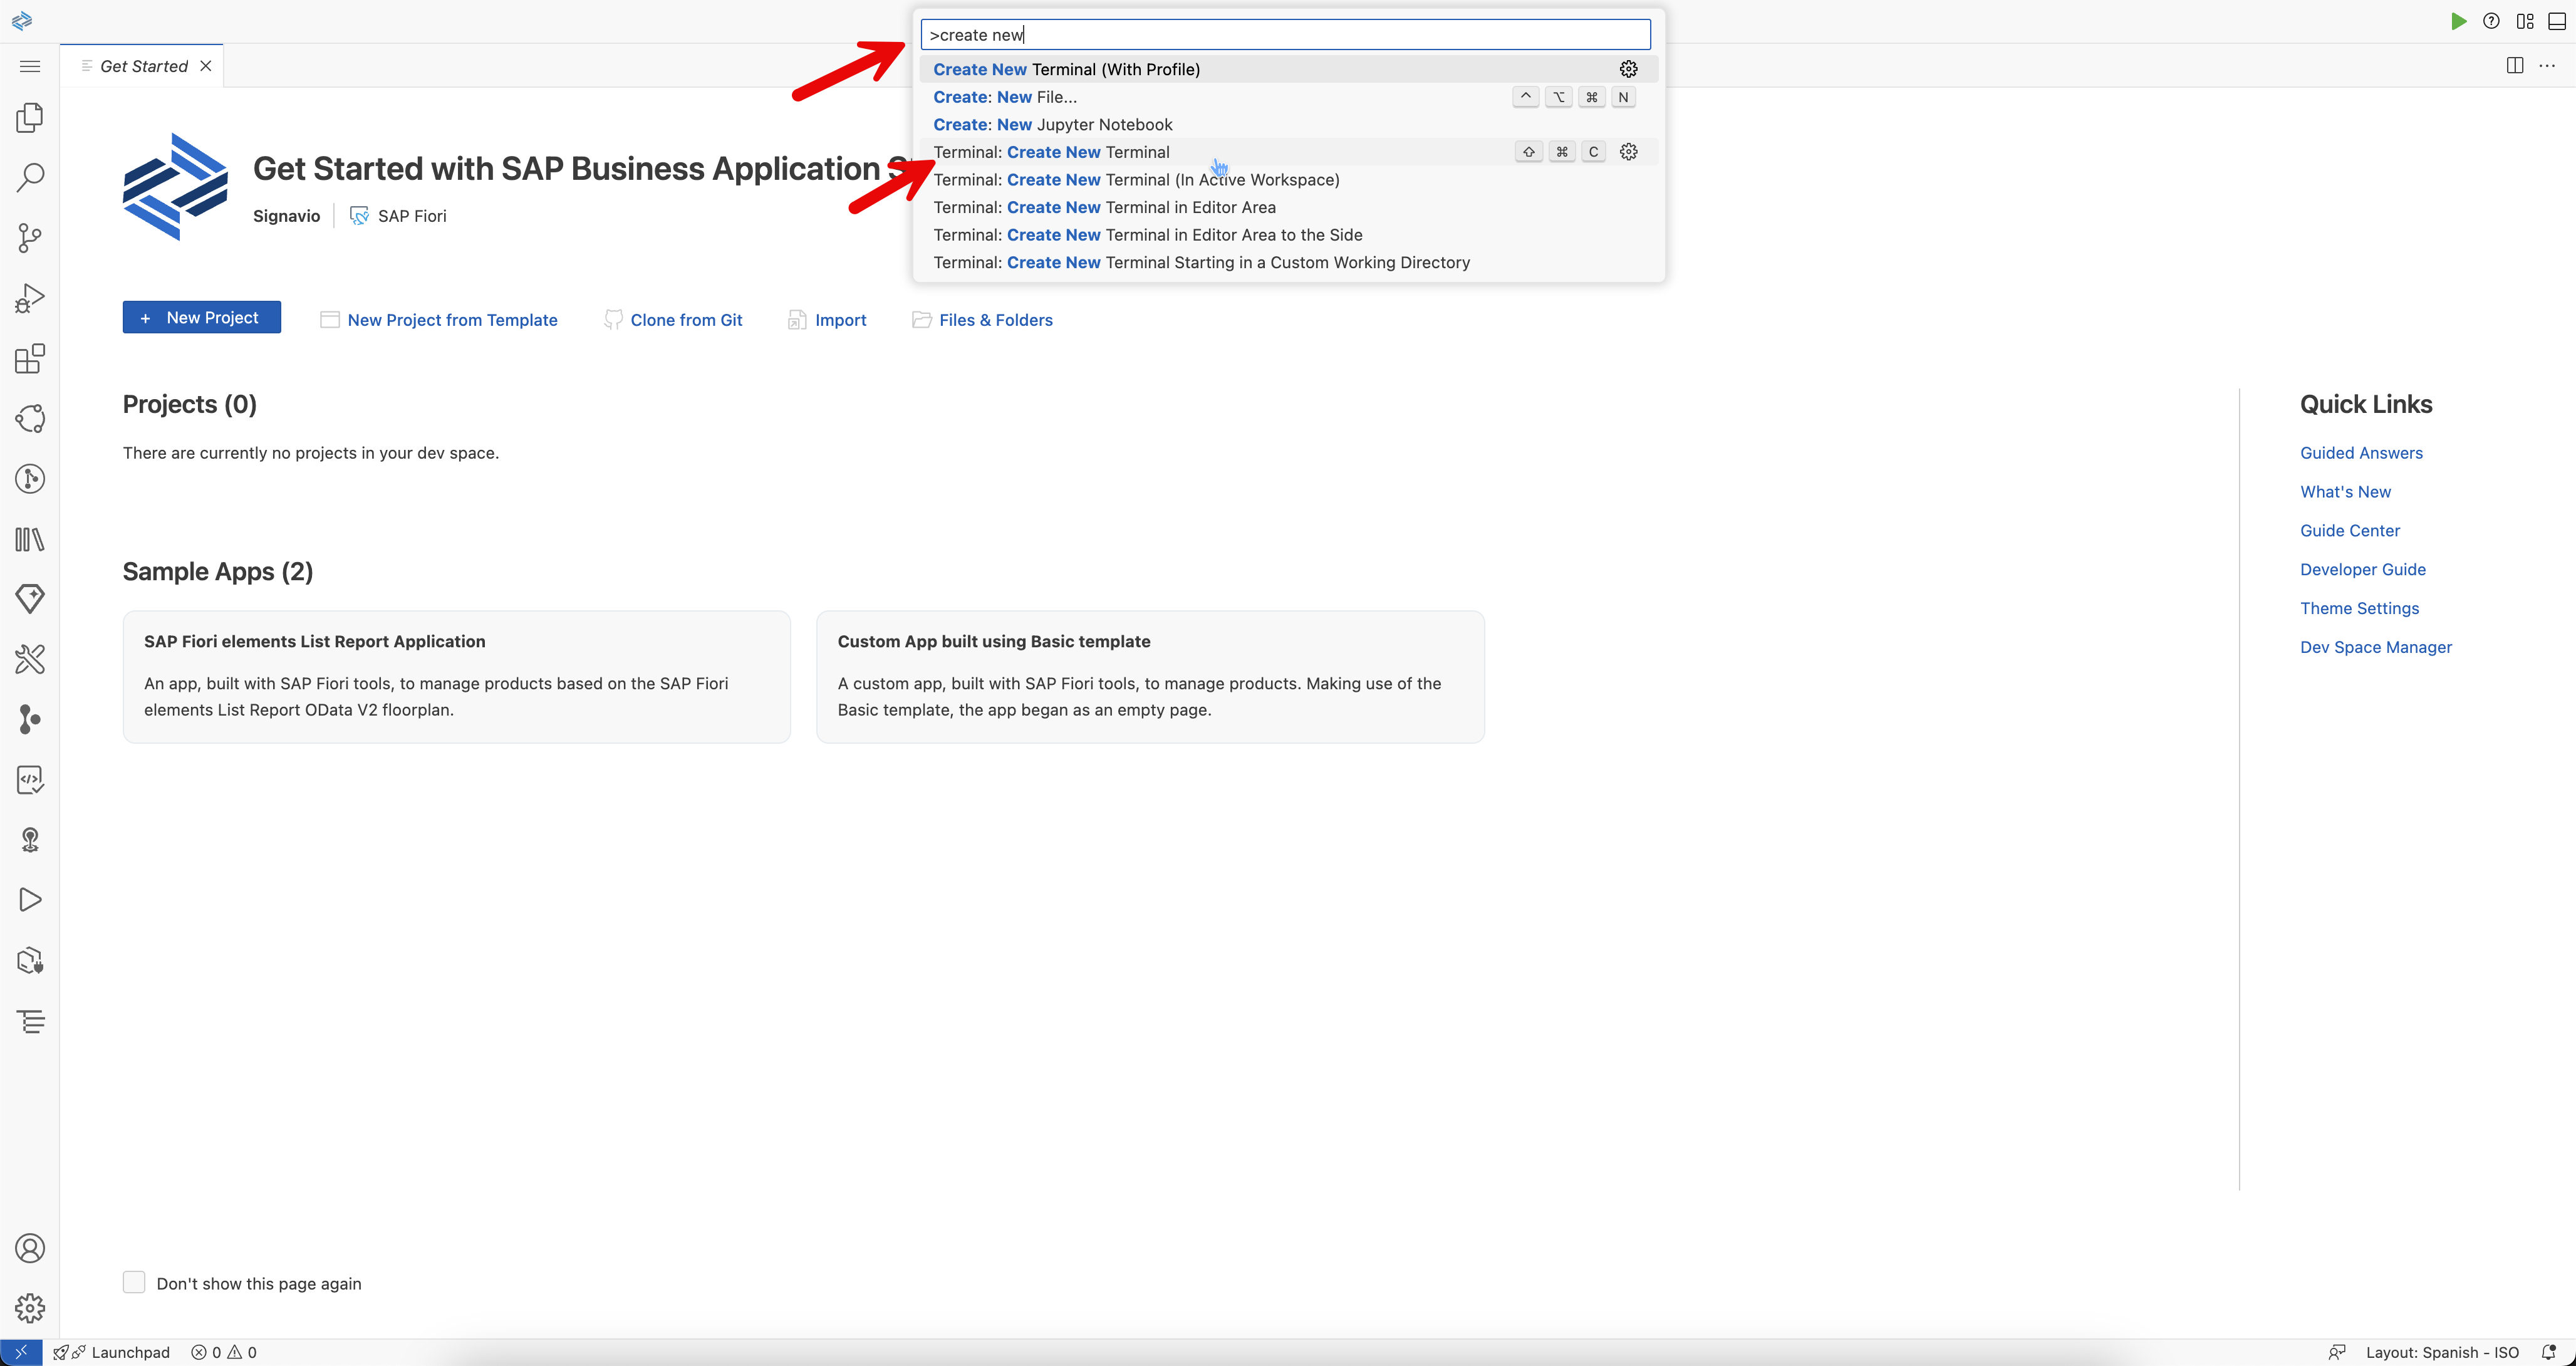 >create new
Create New Terminal (With Profile)
Create: New File...
N
Create: New Jupyter Notebook
Terminal: Create New Terminal
C
Terminal: Create New Terminal (In Active Workspace)
Terminal: Create New Terminal in Editor Area
Terminal: Create New Terminal in Editor Area to the Side
Terminal: Create New Terminal Starting in a Custom Working Directory
Get Started
Get Started with SAP Business Application
Signavio
SAP Fiori
+ New Project
New Project from Template
Clone from Git
Import
Files & Folders
Projects (0)
There are currently no projects in your dev space.
Sample Apps (2)
SAP Fiori elements List Report Application
An app, built with SAP Fiori tools, to manage products based on the SAP Fiori
elements List Report OData V2 floorplan.
Custom App built using Basic template
A custom app, built with SAP Fiori tools, to manage products. Making use of the
Basic template, the app began as an empty page.
Quick Links
Guided Answers
What's New
Guide Center
Developer Guide
Theme Settings
Dev Space Manager
Don't show this page again
Launchpad
0
0
Layout: Spanish - ISO